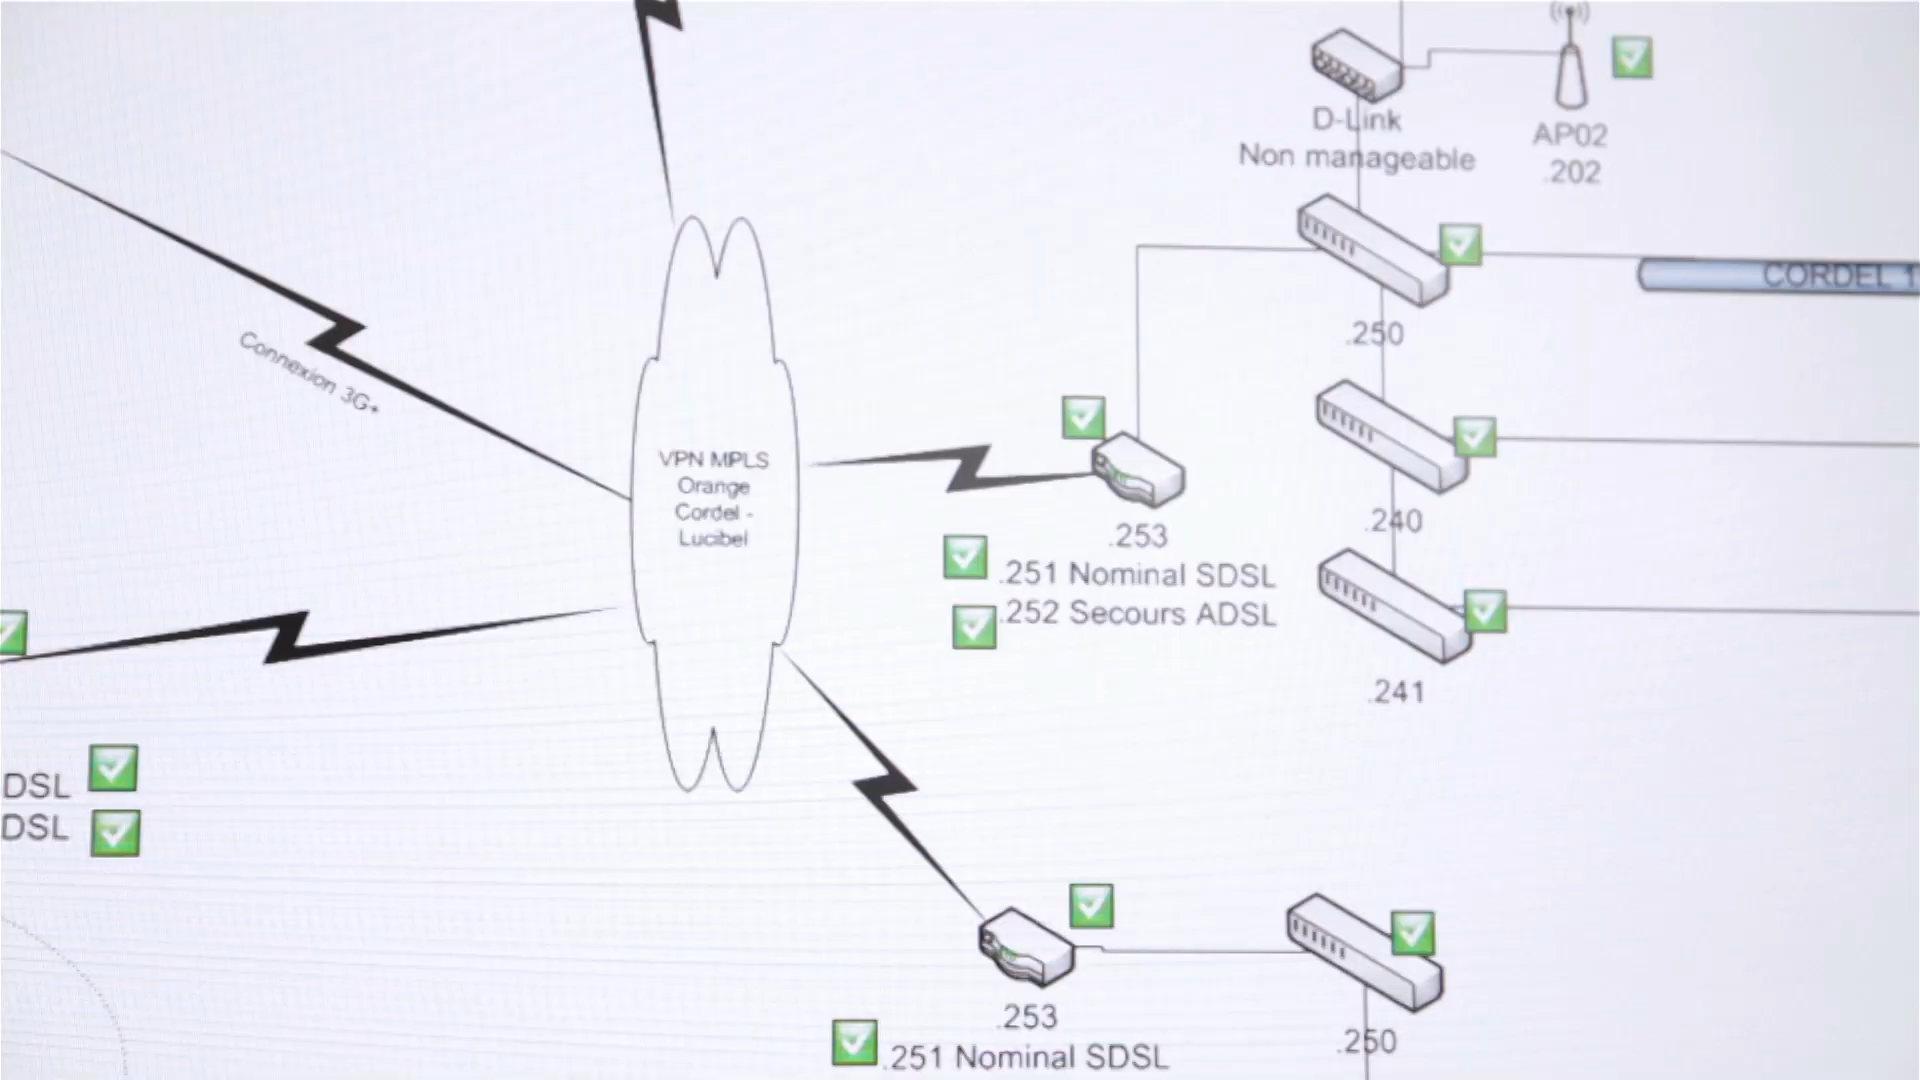 D-Link
Non manageable
AP02
.202
CORDEL
.250
Connexion 3G+
VPN MPLS
Orange
Cordel -
Lucibel
.253
.251 Nominal SDSL
.252 Secours ADSL
.240
.241
DSL
DSL
.253
.251 Nominal SDSL
.250